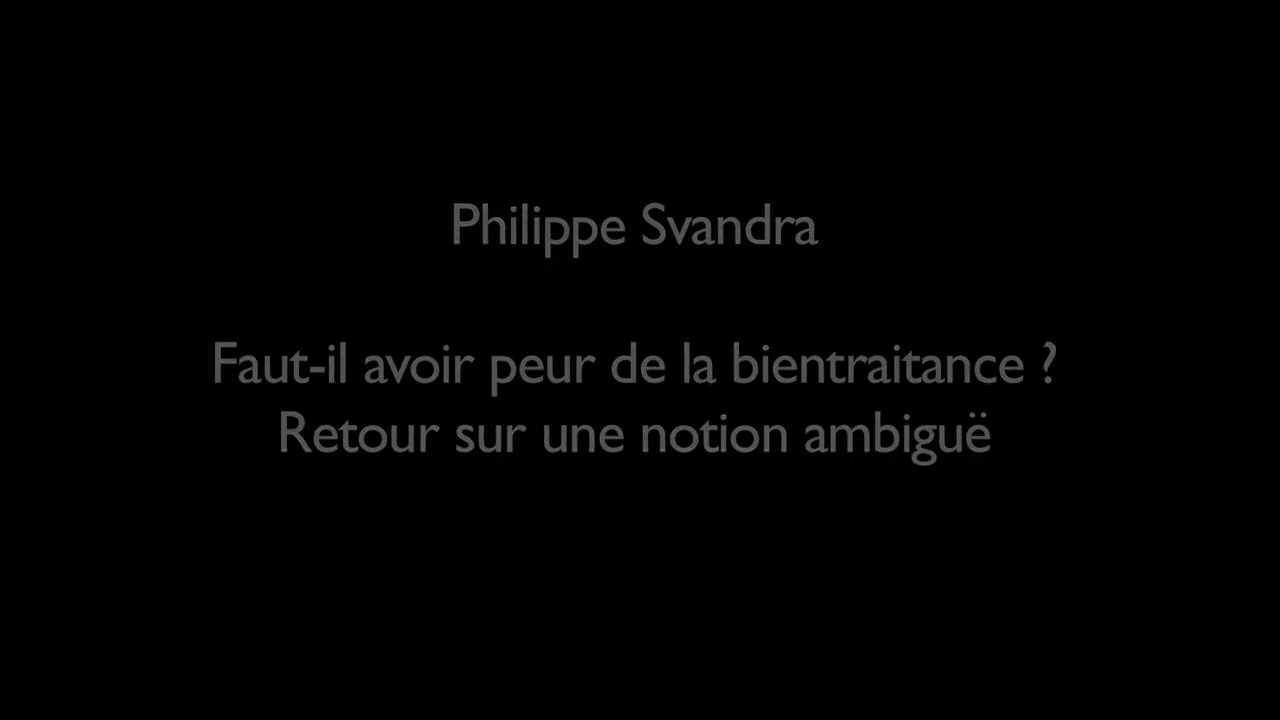 Philippe Svandra
Faut-il avoir peur de la bientraitance ?
Retour sur une notion ambiguë